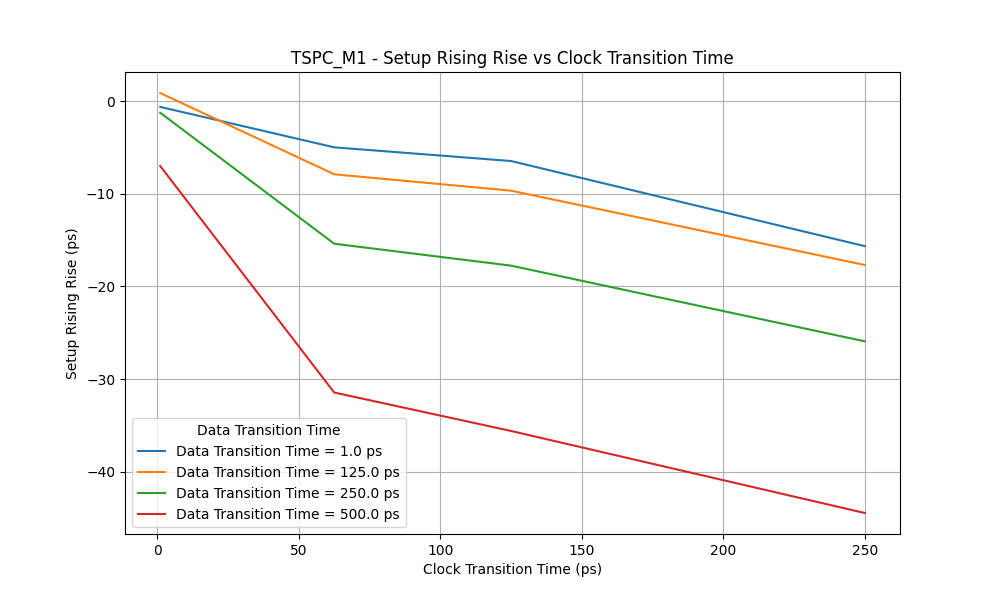 TSPC_M1 - Setup Rising Rise vs Clock Transition Time
Setup Rising Rise (ps)
0
−10
−20
−30
−40
Data Transition Time
Data Transition Time = 1.0 ps
Data Transition Time = 125.0 ps
Data Transition Time = 250.0 ps
Data Transition Time = 500.0 ps
0 50 100 150 200 250
Clock Transition Time (ps)